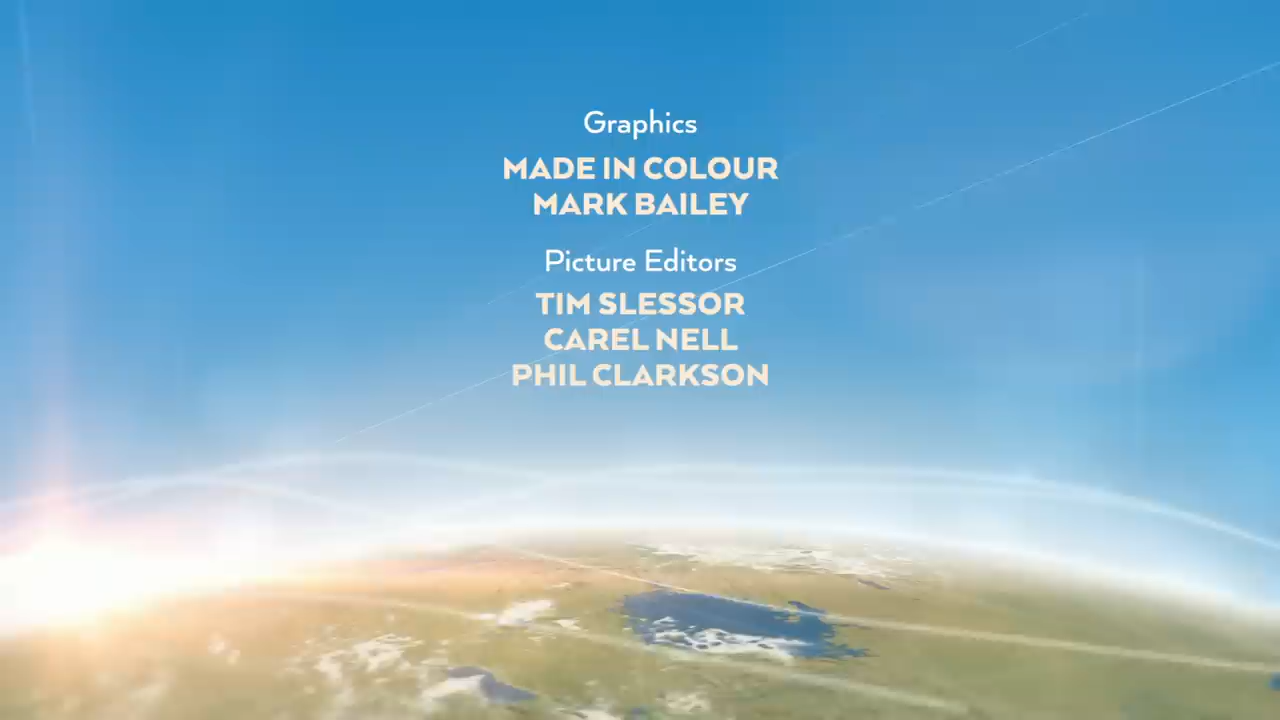 Graphics
MADE IN COLOUR
MARK BAILEY
Picture Editors
TIM SLESSOR
CAREL NELL
PHIL CLARKSON